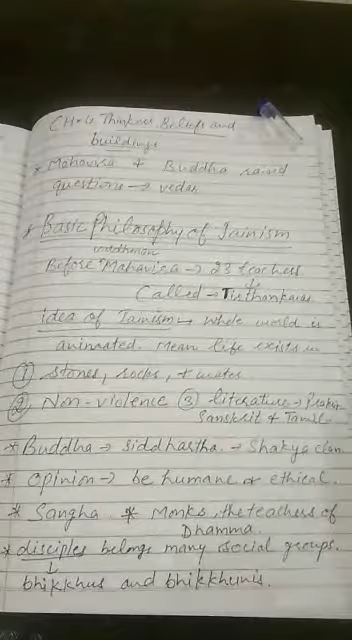 CH=4 Thinkers Beliefs and
buildings
* Mahavira + Buddha raised
questions → vedas
* Basic Philosophy of Jainism
vardhman
Before Mahavira → 23 teachers
Called → Tirthankaras
idea of Jainism → whole world is
animated. Mean life exists in
① stones, rocks, + water
② Non-violence ③ literature → Prakrit
Sanskrit & Tamil
* Buddha → Siddhartha → Shakya clan
* Opinion → be humane or ethical.
* Sangha * Monks, the teachers of
Dhamma.
* disciples belongs many social groups.
↓
bhikkhus and bhikkhunis.